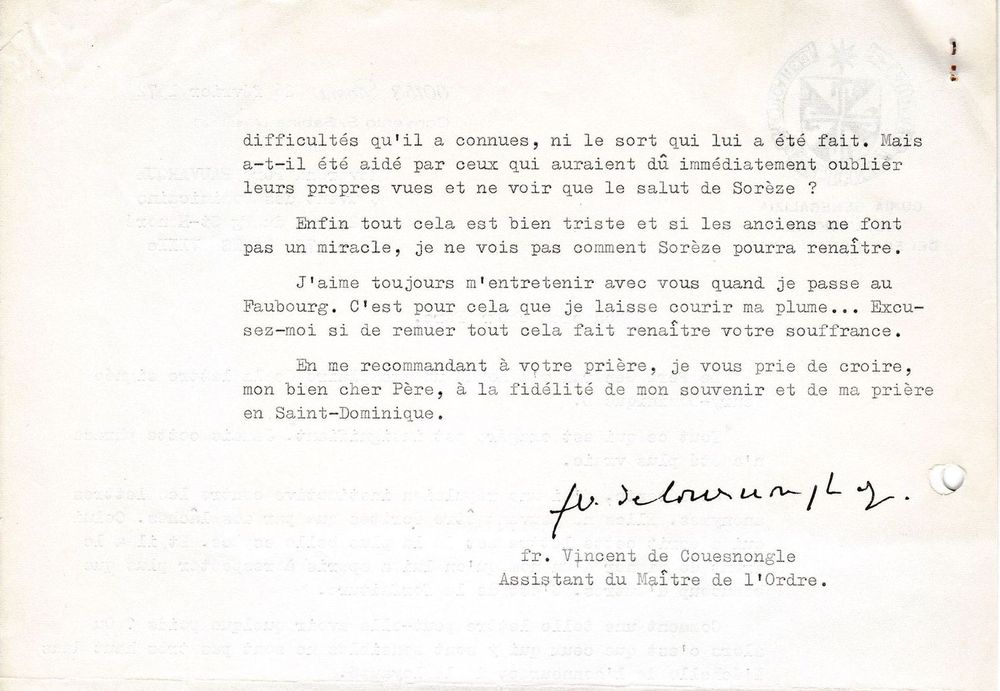 difficultés qu'il a connues, ni le sort qui lui a été fait. Mais
a-t-il été aidé par ceux qui auraient dû immédiatement oublier
leurs propres vues et ne voir que le salut de Sorèze ?
Enfin tout cela est bien triste et si les anciens ne font
pas un miracle, je ne vois pas comment Sorèze pourra renaître.
J'aime toujours m'entretenir avec vous quand je passe au
Faubourg. C'est pour cela que je laisse courir ma plume... Excu-
sez-moi si de remuer tout cela fait renaître votre souffrance.
En me recommandant à votre prière, je vous prie de croire,
mon bien cher Père, à la fidélité de mon souvenir et de ma prière
en Saint-Dominique.
fr. Vincent de Couesnongle
Assistant du Maître de l'Ordre.